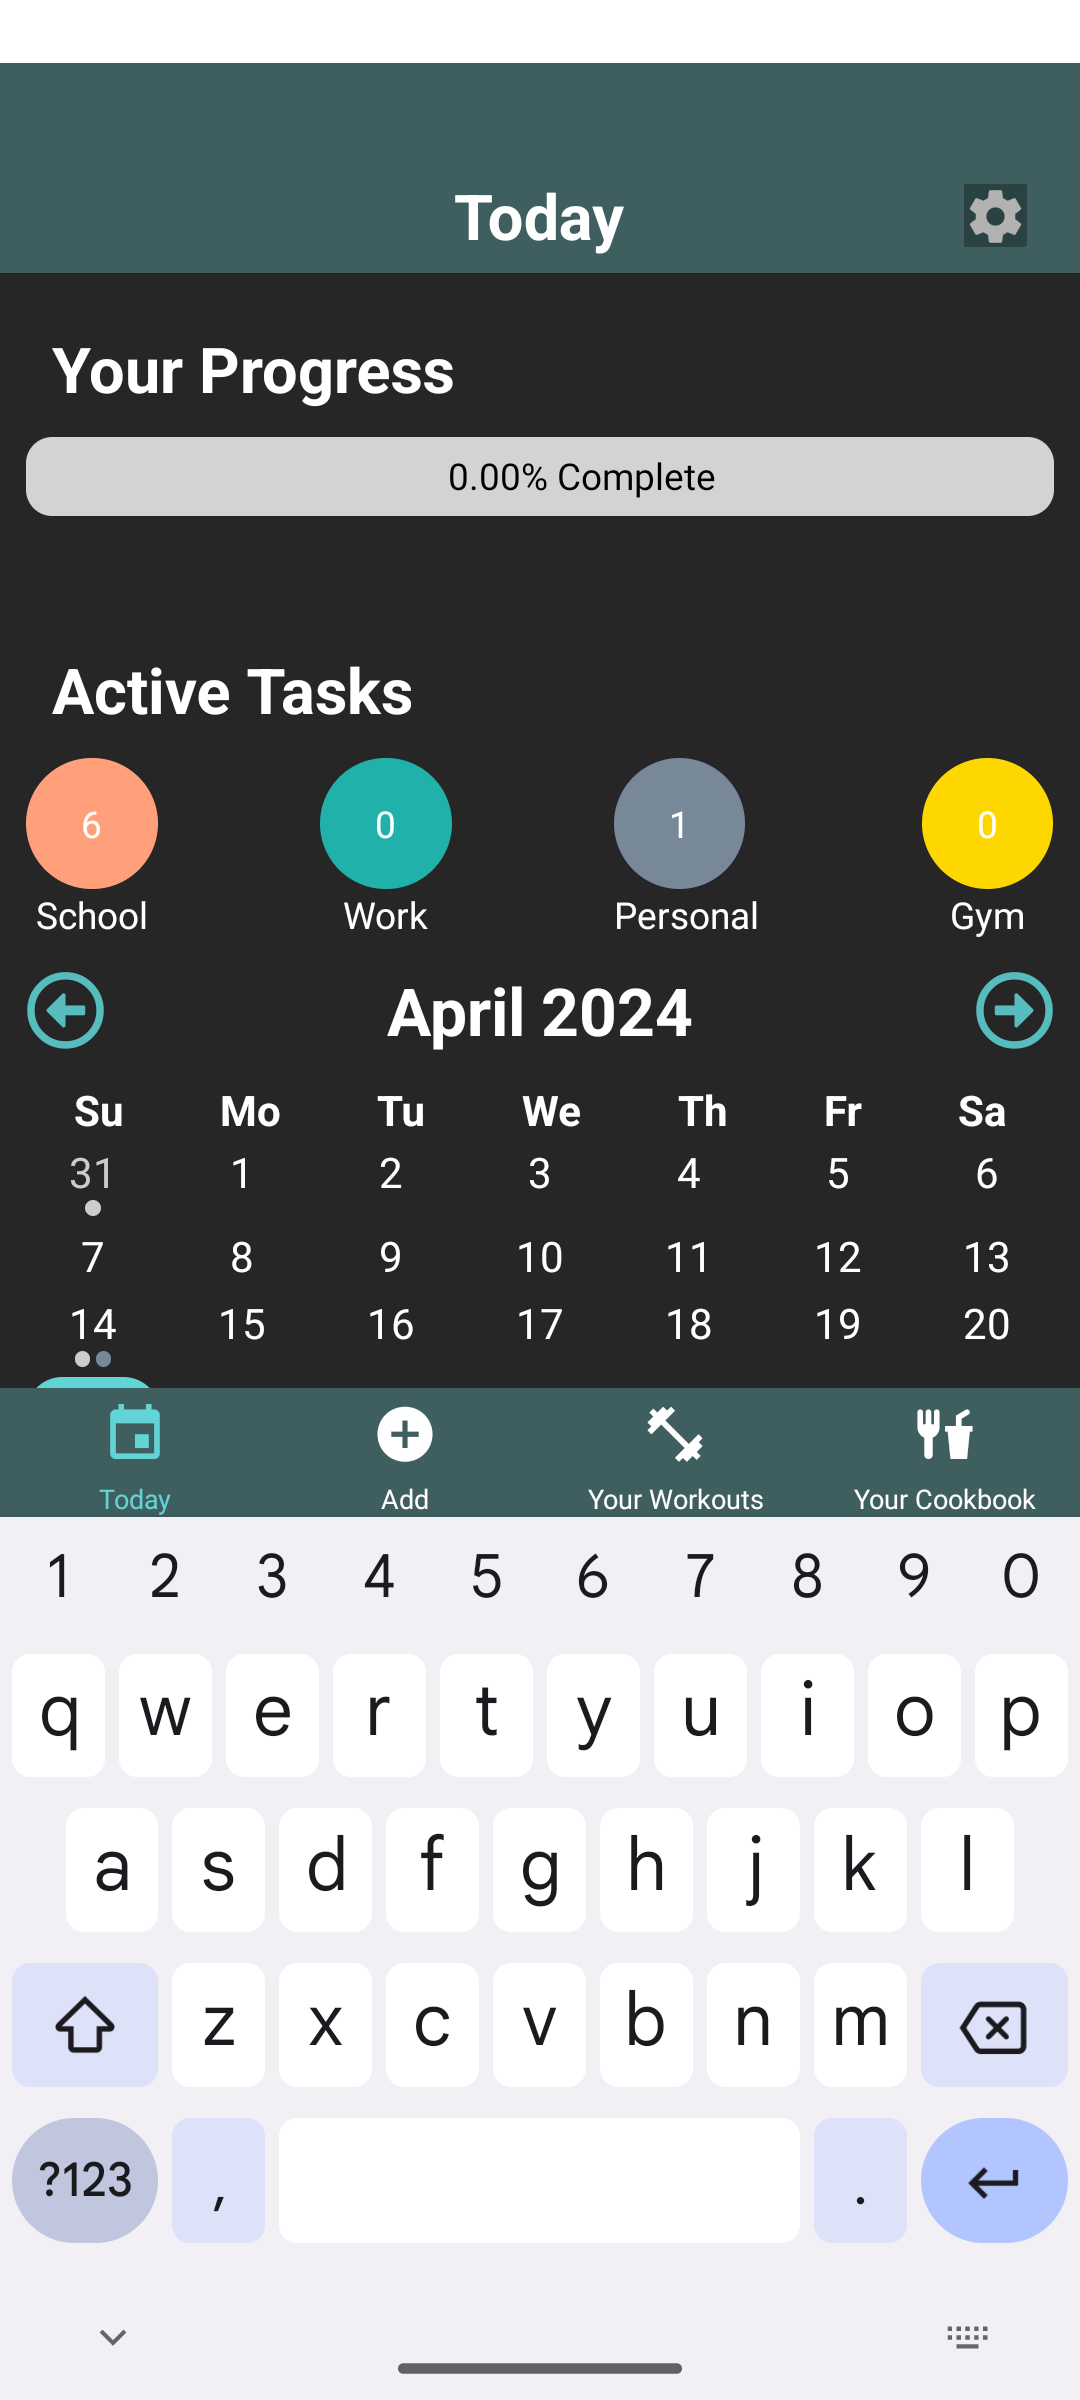 Today
Your Progress
0.00% Complete
Active Tasks
6 0 1 0
School Work Personal Gym
April 2024
Su Mo Tu We Th Fr Sa
31 1 2 3 4 5 6
7 8 9 10 11 12 13
14 15 16 17 18 19 20
Today Add Your Workouts Your Cookbook
1 2 3 4 5 6 7 8 9 0
q w e r t y u i o p
a s d f g h j k l
z x c v b n m
?123 , .